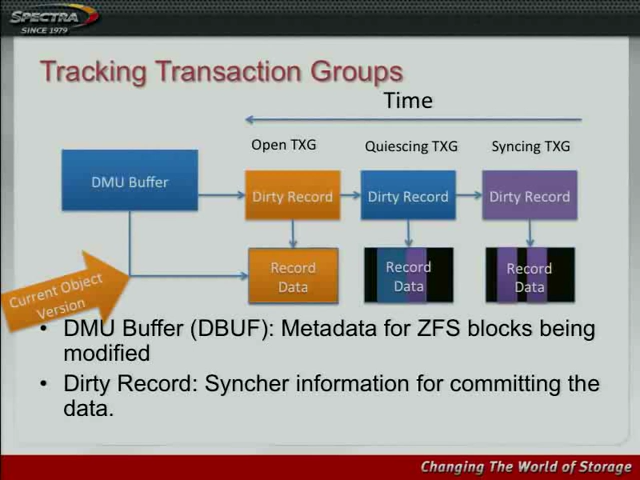 SPECTRA
SINCE 1979
Tracking Transaction Groups
Time
Open TXG
Quiescing TXG
Syncing TXG
DMU Buffer
Dirty Record
Dirty Record
Dirty Record
Record
Data
Record
Data
Record
Data
Current Object
Version
• DMU Buffer (DBUF): Metadata for ZFS blocks being
modified
• Dirty Record: Syncher information for committing the
data.
Changing The World of Storage